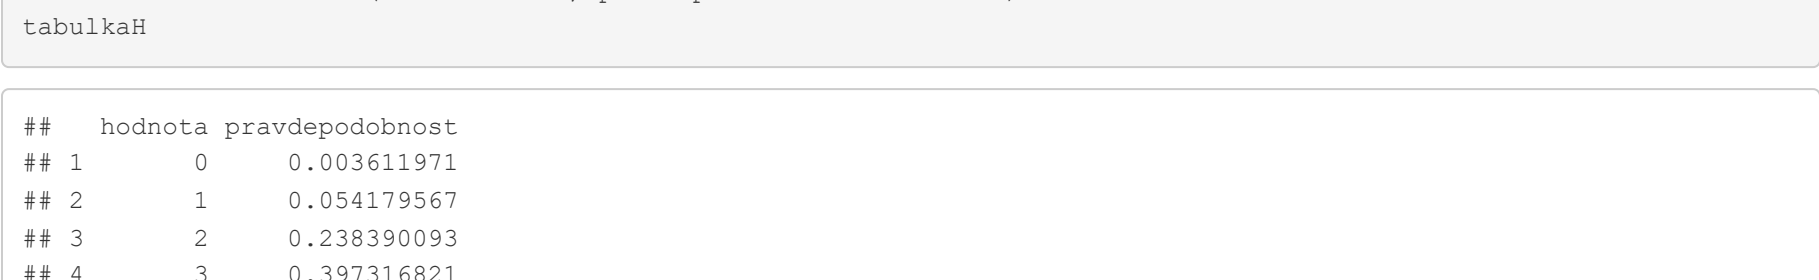 tabulkaH
##   hodnota pravdepodobnost
## 1       0     0.003611971
## 2       1     0.054179567
## 3       2     0.238390093
## 4       3     0.397316821